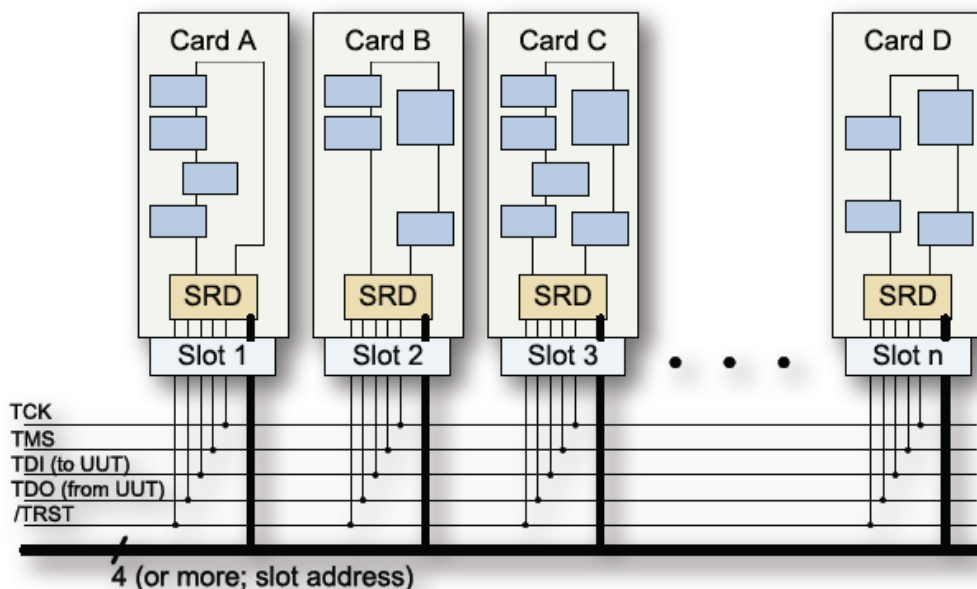 Card A
Card B
Card C
Card D
SRD
SRD
SRD
SRD
Slot 1
Slot 2
Slot 3
Slot n
TCK
TMS
TDI (to UUT)
TDO (from UUT)
/TRST
4 (or more; slot address)